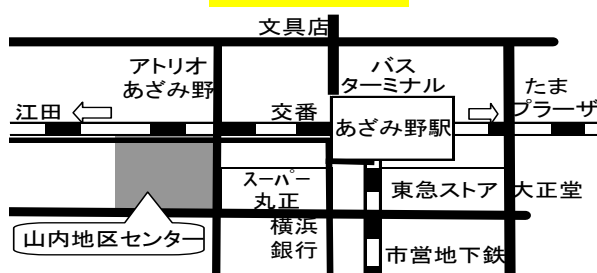 文具店
アトリオ
あざみ野
バス
ターミナル
たま
プラーザ
江田
交番
あざみ野駅
スーパー
丸正
東急ストア
大正堂
横浜
銀行
山内地区センター
市営地下鉄